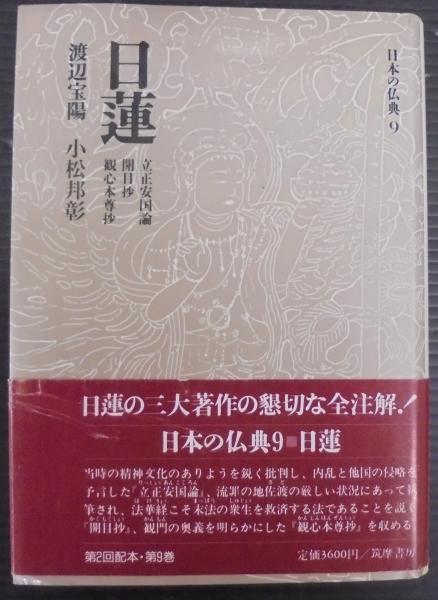 日本の仏典 9
日蓮
立正安国論
開目抄
観心本尊抄
渡辺宝陽 小松邦彰
日蓮の三大著作の懇切な全注解!
日本の仏典9■日蓮
当時の精神文化のありようを鋭く批判し、内乱と他国の侵略を
予言した『立正安国論』、流罪の地佐渡の厳しい状況にあって執
筆され、法華経こそ末法の衆生を救済する法であることを説く
『開目抄』、観門の奥義を明らかにした『観心本尊抄』を収める
第2回配本・第9巻
定価3600円/筑摩書房